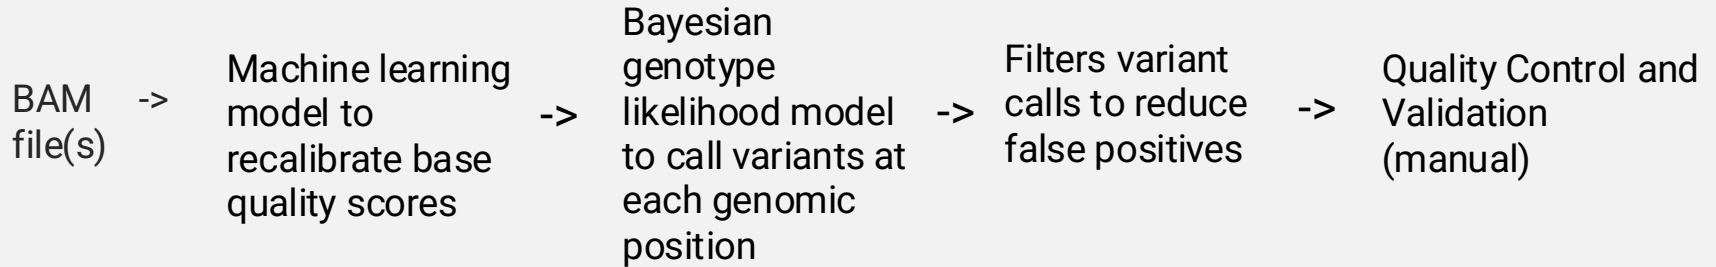 BAM
file(s)
->
Machine learning
model to
recalibrate base
quality scores
->
Bayesian
genotype
likelihood model
to call variants at
each genomic
position
->
Filters variant
calls to reduce
false positives
->
Quality Control and
Validation
(manual)